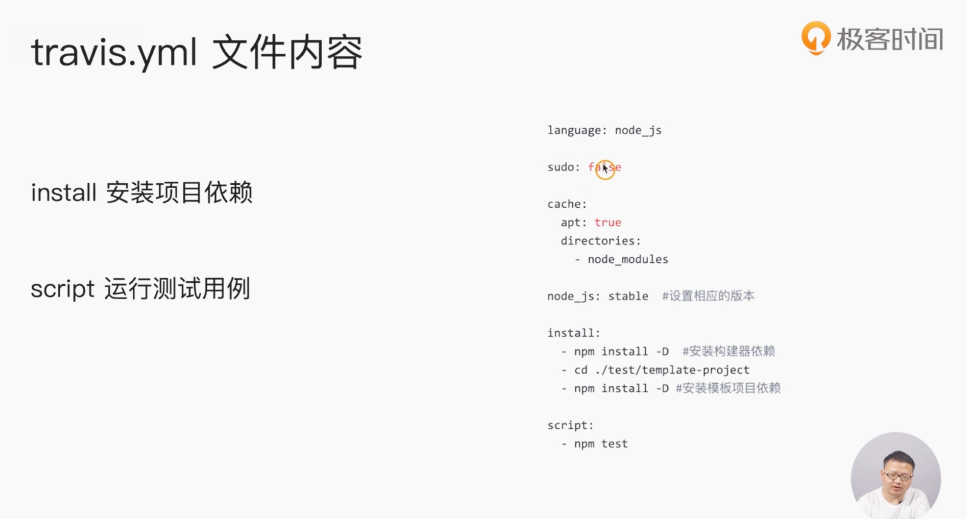 travis.yml 文件内容
极客时间
install 安装项目依赖
script 运行测试用例
language: node_js
sudo: false
cache:
  apt: true
  directories:
    - node_modules
node_js: stable  #设置相应的版本
install:
  - npm install -D  #安装构建器依赖
  - cd ./test/template-project
  - npm install -D #安装模板项目依赖
script:
  - npm test